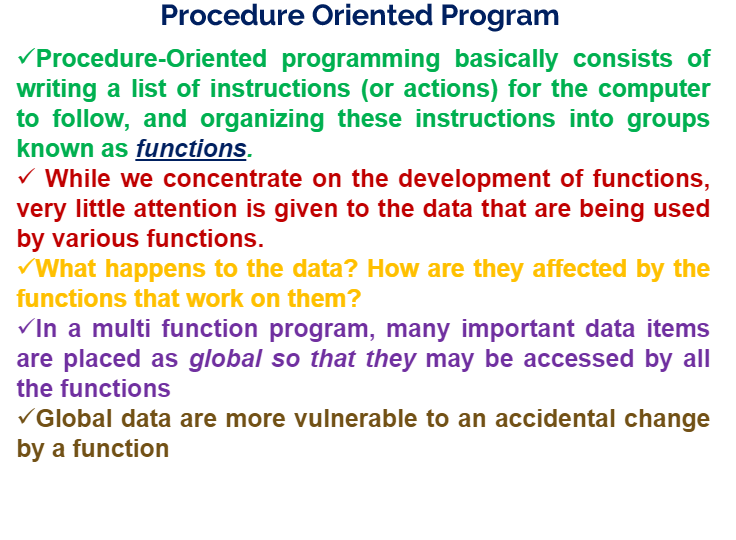 Procedure Oriented Program
✓Procedure-Oriented programming basically consists of
writing a list of instructions (or actions) for the computer
to follow, and organizing these instructions into groups
known as functions.
✓ While we concentrate on the development of functions,
very little attention is given to the data that are being used
by various functions.
✓What happens to the data? How are they affected by the
functions that work on them?
✓In a multi function program, many important data items
are placed as global so that they may be accessed by all
the functions
✓Global data are more vulnerable to an accidental change
by a function